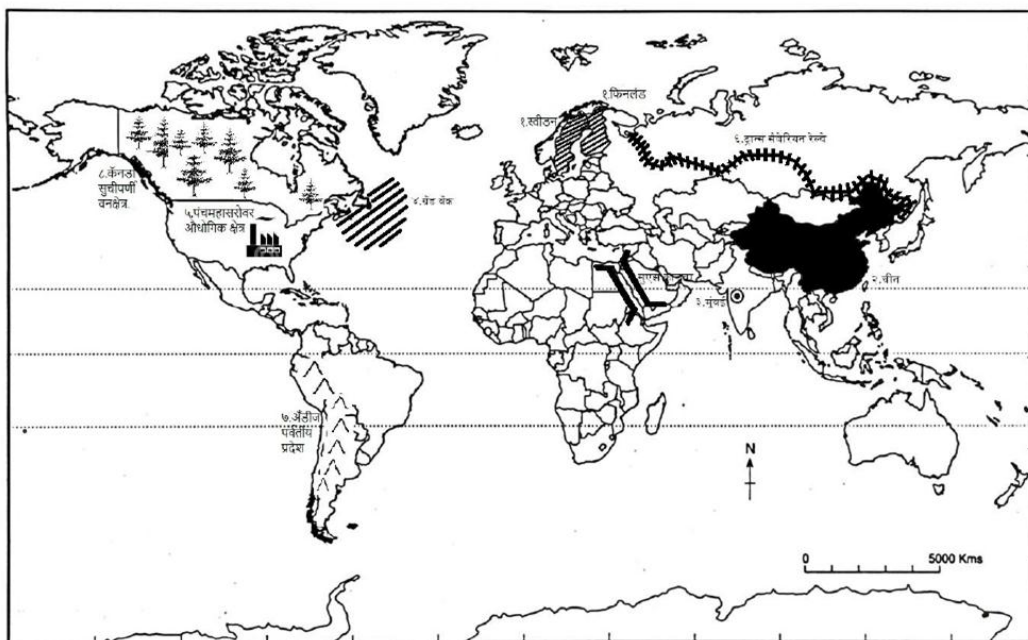 १.फिनलंड
१.स्वीडन
६.ट्रान्स सैबेरियन रेल्वे
८.कॅनडा
सुचीपर्णी
वनक्षेत्र.
४.ग्रँड बँक
५.पंचमहासरोवर
औधोगिक क्षेत्र
२.चीन
३.मुंबई
७.अँडीज
पर्वतीय
प्रदेश
N
0 5000 Kms